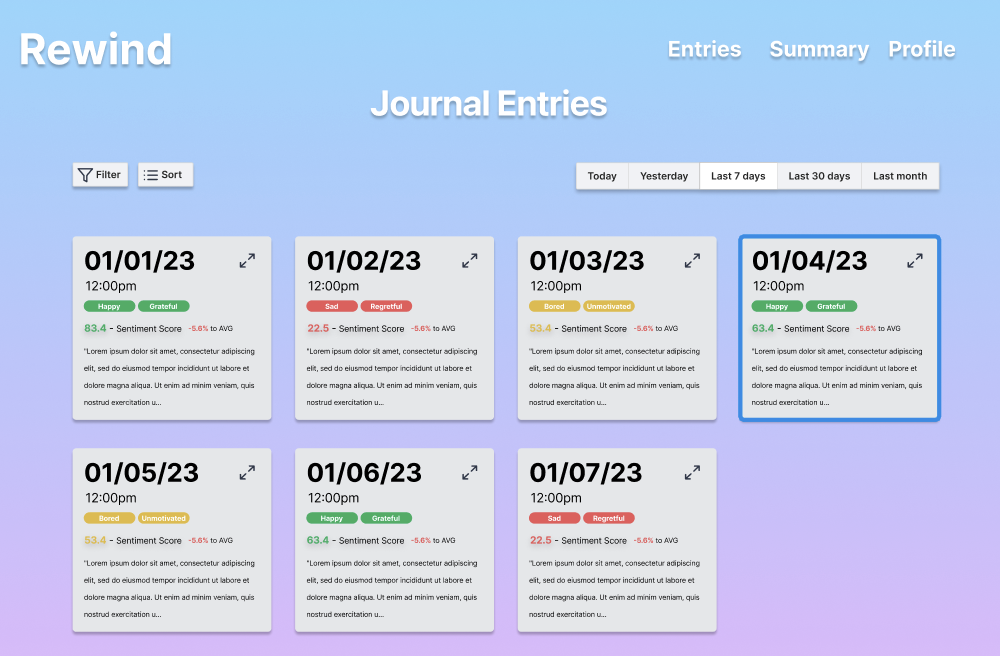 Rewind
Entries Summary Profile
Journal Entries
Filter Sort
Today Yesterday Last 7 days Last 30 days Last month
01/01/23
12:00pm
Happy Grateful
83.4 - Sentiment Score -5.6% to AVG
"Lorem ipsum dolor sit amet, consectetur adipiscing
elit, sed do eiusmod tempor incididunt ut labore et
dolore magna aliqua. Ut enim ad minim veniam, quis
nostrud exercitation u...
01/02/23
12:00pm
Sad Regretful
22.5 - Sentiment Score -5.6% to AVG
"Lorem ipsum dolor sit amet, consectetur adipiscing
elit, sed do eiusmod tempor incididunt ut labore et
dolore magna aliqua. Ut enim ad minim veniam, quis
nostrud exercitation u...
01/03/23
12:00pm
Bored Unmotivated
53.4 - Sentiment Score -5.6% to AVG
"Lorem ipsum dolor sit amet, consectetur adipiscing
elit, sed do eiusmod tempor incididunt ut labore et
dolore magna aliqua. Ut enim ad minim veniam, quis
nostrud exercitation u...
01/04/23
12:00pm
Happy Grateful
63.4 - Sentiment Score -5.6% to AVG
"Lorem ipsum dolor sit amet, consectetur adipiscing
elit, sed do eiusmod tempor incididunt ut labore et
dolore magna aliqua. Ut enim ad minim veniam, quis
nostrud exercitation u...
01/05/23
12:00pm
Bored Unmotivated
53.4 - Sentiment Score -5.6% to AVG
"Lorem ipsum dolor sit amet, consectetur adipiscing
elit, sed do eiusmod tempor incididunt ut labore et
dolore magna aliqua. Ut enim ad minim veniam, quis
nostrud exercitation u...
01/06/23
12:00pm
Happy Grateful
63.4 - Sentiment Score -5.6% to AVG
"Lorem ipsum dolor sit amet, consectetur adipiscing
elit, sed do eiusmod tempor incididunt ut labore et
dolore magna aliqua. Ut enim ad minim veniam, quis
nostrud exercitation u...
01/07/23
12:00pm
Sad Regretful
22.5 - Sentiment Score -5.6% to AVG
"Lorem ipsum dolor sit amet, consectetur adipiscing
elit, sed do eiusmod tempor incididunt ut labore et
dolore magna aliqua. Ut enim ad minim veniam, quis
nostrud exercitation u...